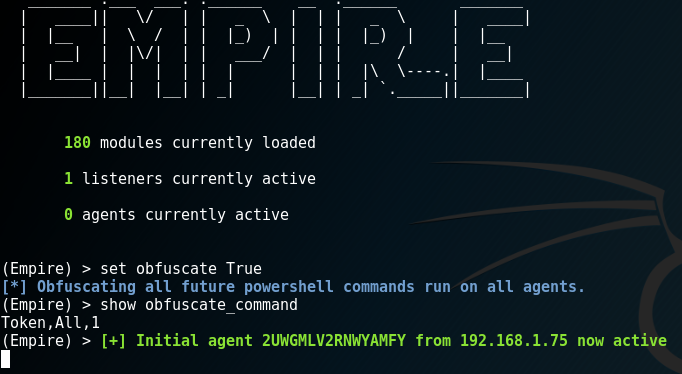 EMPIRE
180 modules currently loaded
1 listeners currently active
0 agents currently active
(Empire) > set obfuscate True
[*] Obfuscating all future powershell commands run on all agents.
(Empire) > show obfuscate_command
Token,All,1
(Empire) > [+] Initial agent 2UWGMLV2RNWYAMFY from 192.168.1.75 now active